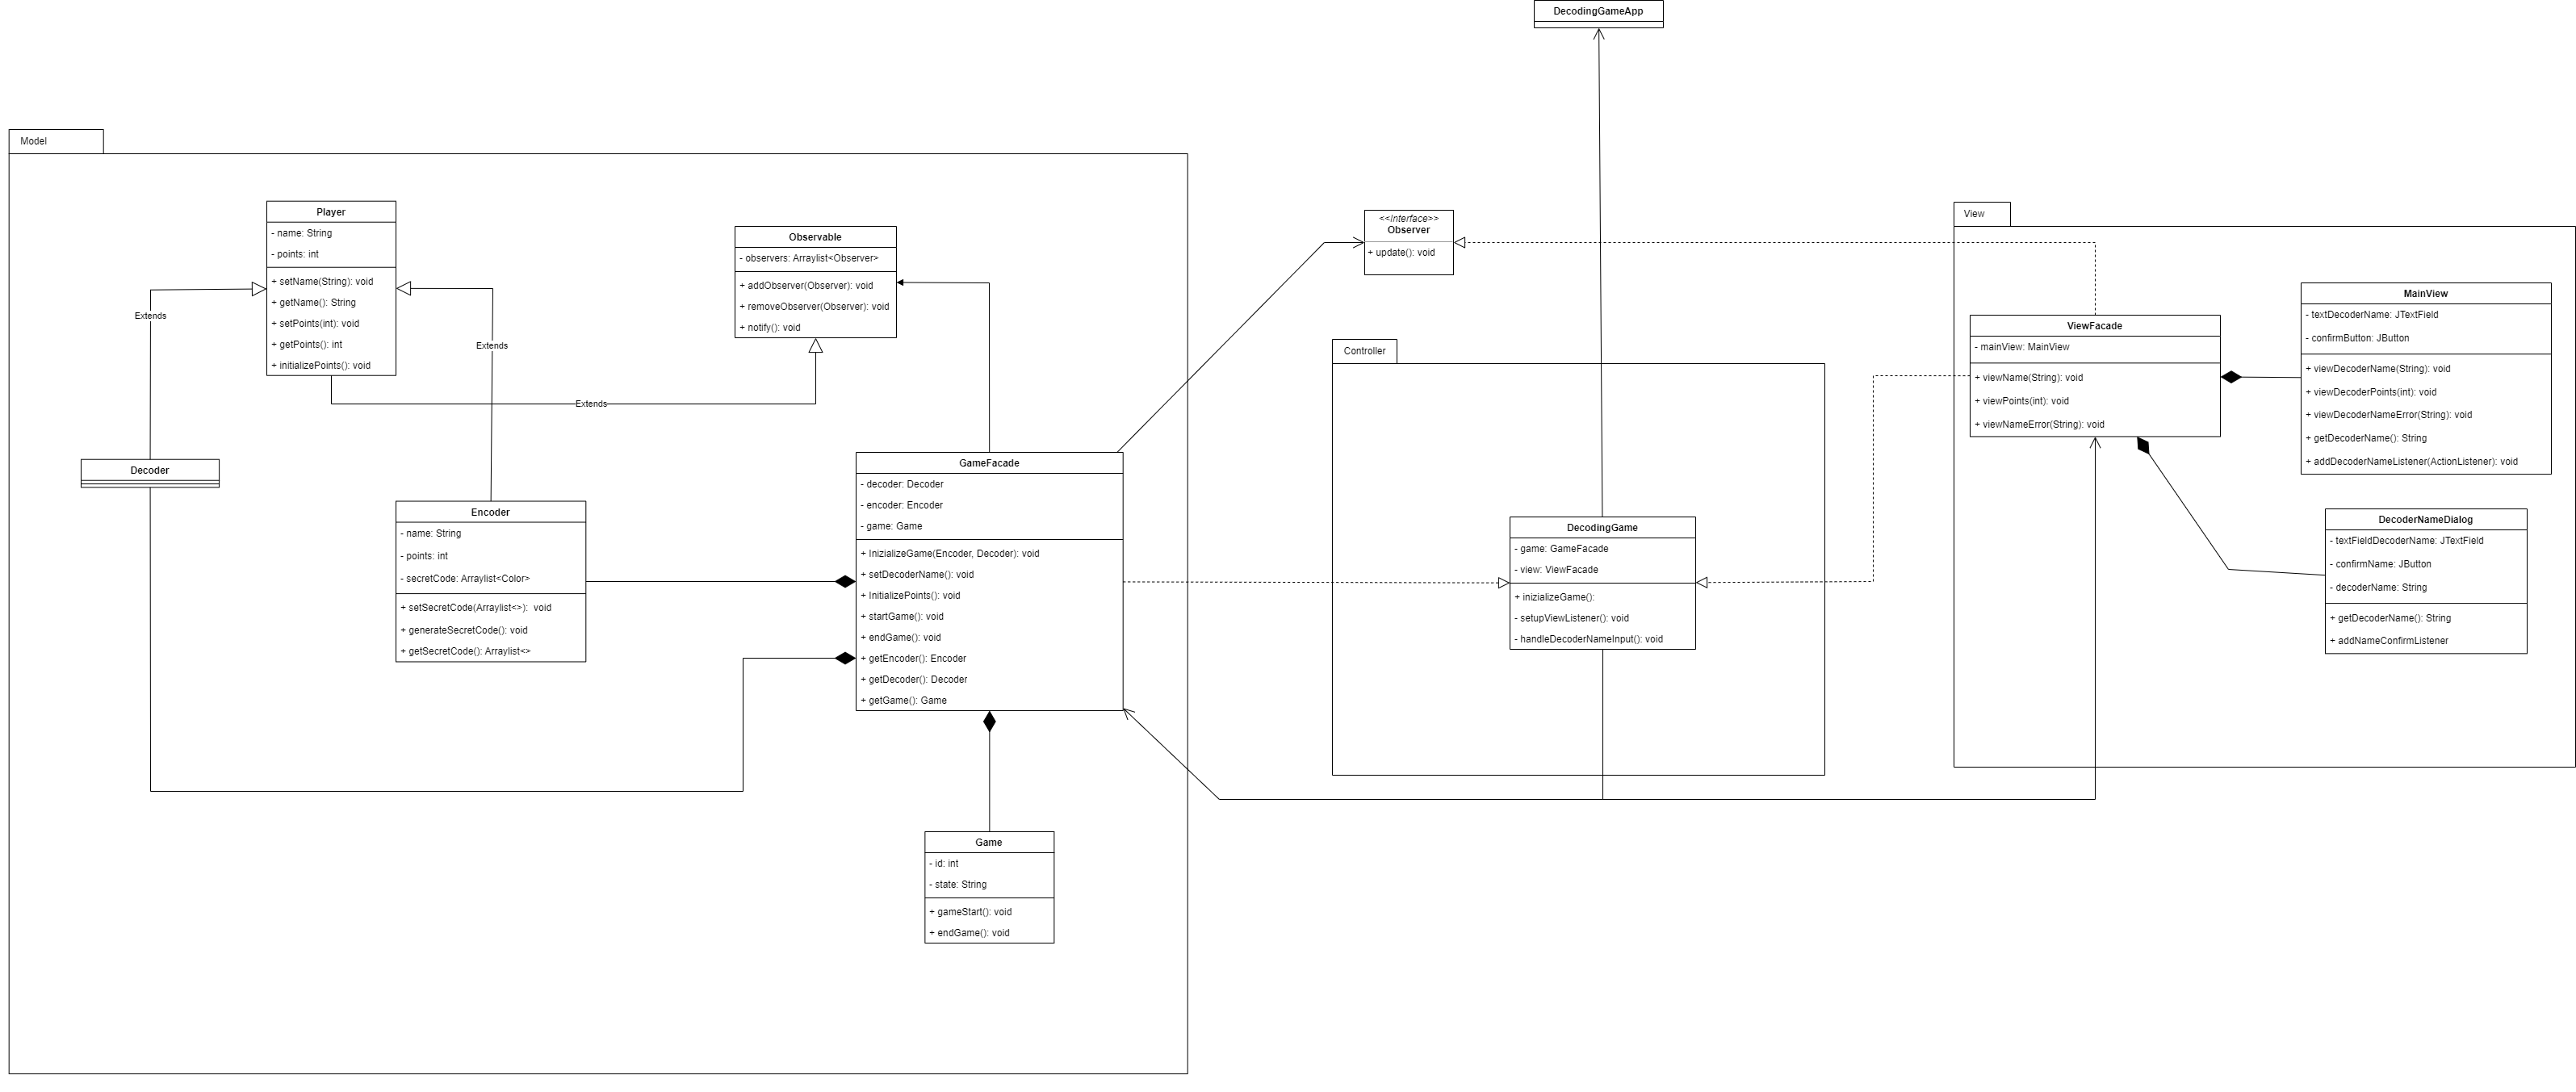 DecodingGameApp
Model
Player
- name: String
- points: int
+ setName(String): void
+ getName(): String
+ setPoints(int): void
+ getPoints(): int
+ initializePoints(): void
Observable
- observers: Arraylist<Observer>
+ addObserver(Observer): void
+ removeObserver(Observer): void
+ notify(): void
Extends
Extends
Extends
Decoder
Encoder
- name: String
- points: int
- secretCode: Arraylist<Color>
+ setSecretCode(Arraylist<>):  void
+ generateSecretCode(): void
+ getSecretCode(): Arraylist<>
GameFacade
- decoder: Decoder
- encoder: Encoder
- game: Game
+ InizializeGame(Encoder, Decoder): void
+ setDecoderName(): void
+ InitializePoints(): void
+ startGame(): void
+ endGame(): void
+ getEncoder(): Encoder
+ getDecoder(): Decoder
+ getGame(): Game
Game
- id: int
- state: String
+ gameStart(): void
+ endGame(): void
<<interface>>
Observer
+ update(): void
Controller
DecodingGame
- game: GameFacade
- view: ViewFacade
+ inizializeGame():
- setupViewListener(): void
- handleDecoderNameInput(): void
View
ViewFacade
- mainView: MainView
+ viewName(String): void
+ viewPoints(int): void
+ viewNameError(String): void
MainView
- textDecoderName: JTextField
- confirmButton: JButton
+ viewDecoderName(String): void
+ viewDecoderPoints(int): void
+ viewDecoderNameError(String): void
+ getDecoderName(): String
+ addDecoderNameListener(ActionListener): void
DecoderNameDialog
- textFieldDecoderName: JTextField
- confirmName: JButton
- decoderName: String
+ getDecoderName(): String
+ addNameConfirmListener